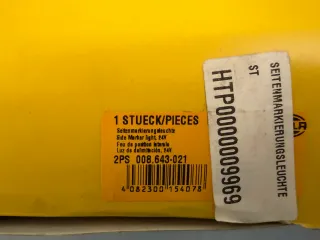 1 STUECK/PIECES
Seitenmarkierungsleuchte
Side Marker light, 24V
Feu de position laterale
Luz de delimitación, 24V
2PS 008.643-021
4 082300 154078
SEITENMARKIERUNGSLEUCHTE
ST
HTP0000009969